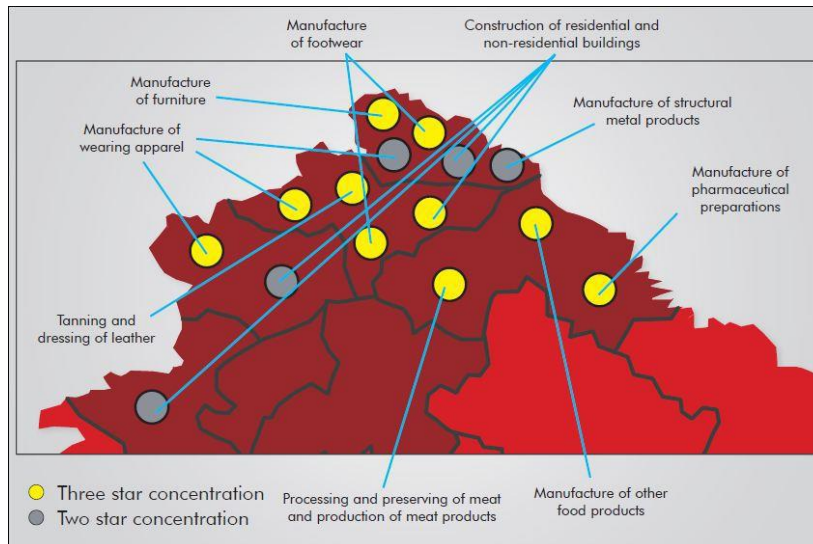 Manufacture
of footwear
Construction of residential and
non-residential buildings
Manufacture
of furniture
Manufacture of structural
metal products
Manufacture of
wearing apparel
Manufacture of
pharmaceutical
preparations
Tanning and
dressing of leather
Three star concentration
Two star concentration
Processing and preserving of meat
and production of meat products
Manufacture of other
food products